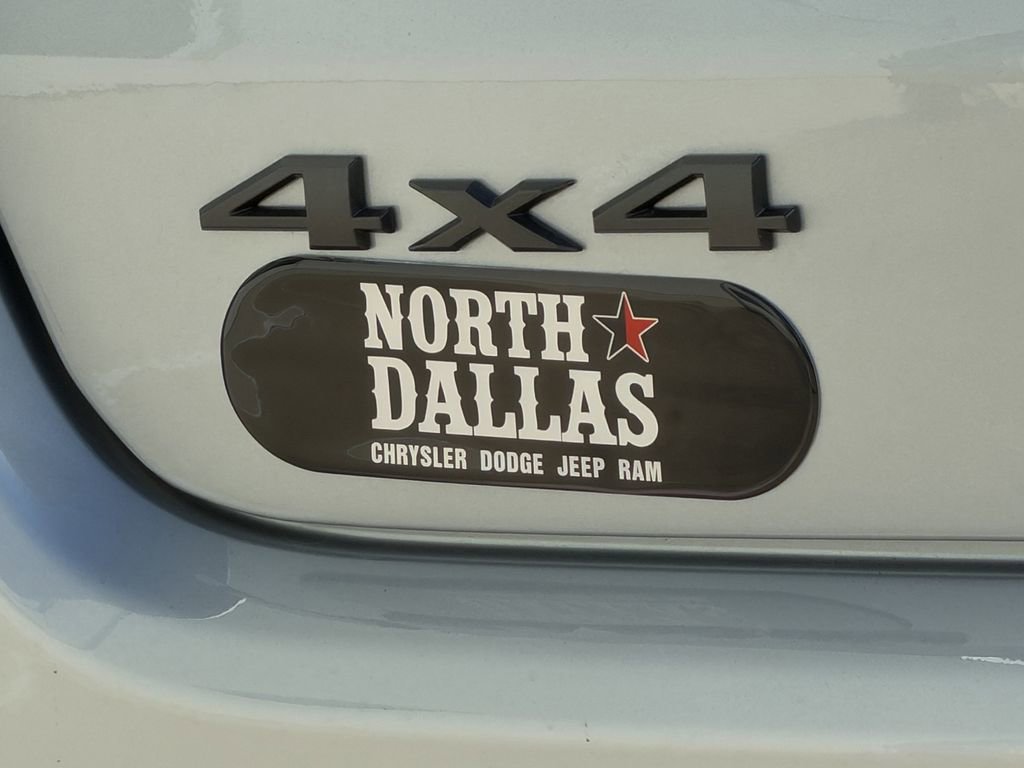 4x4
NORTH
DALLAS
CHRYSLER DODGE JEEP RAM